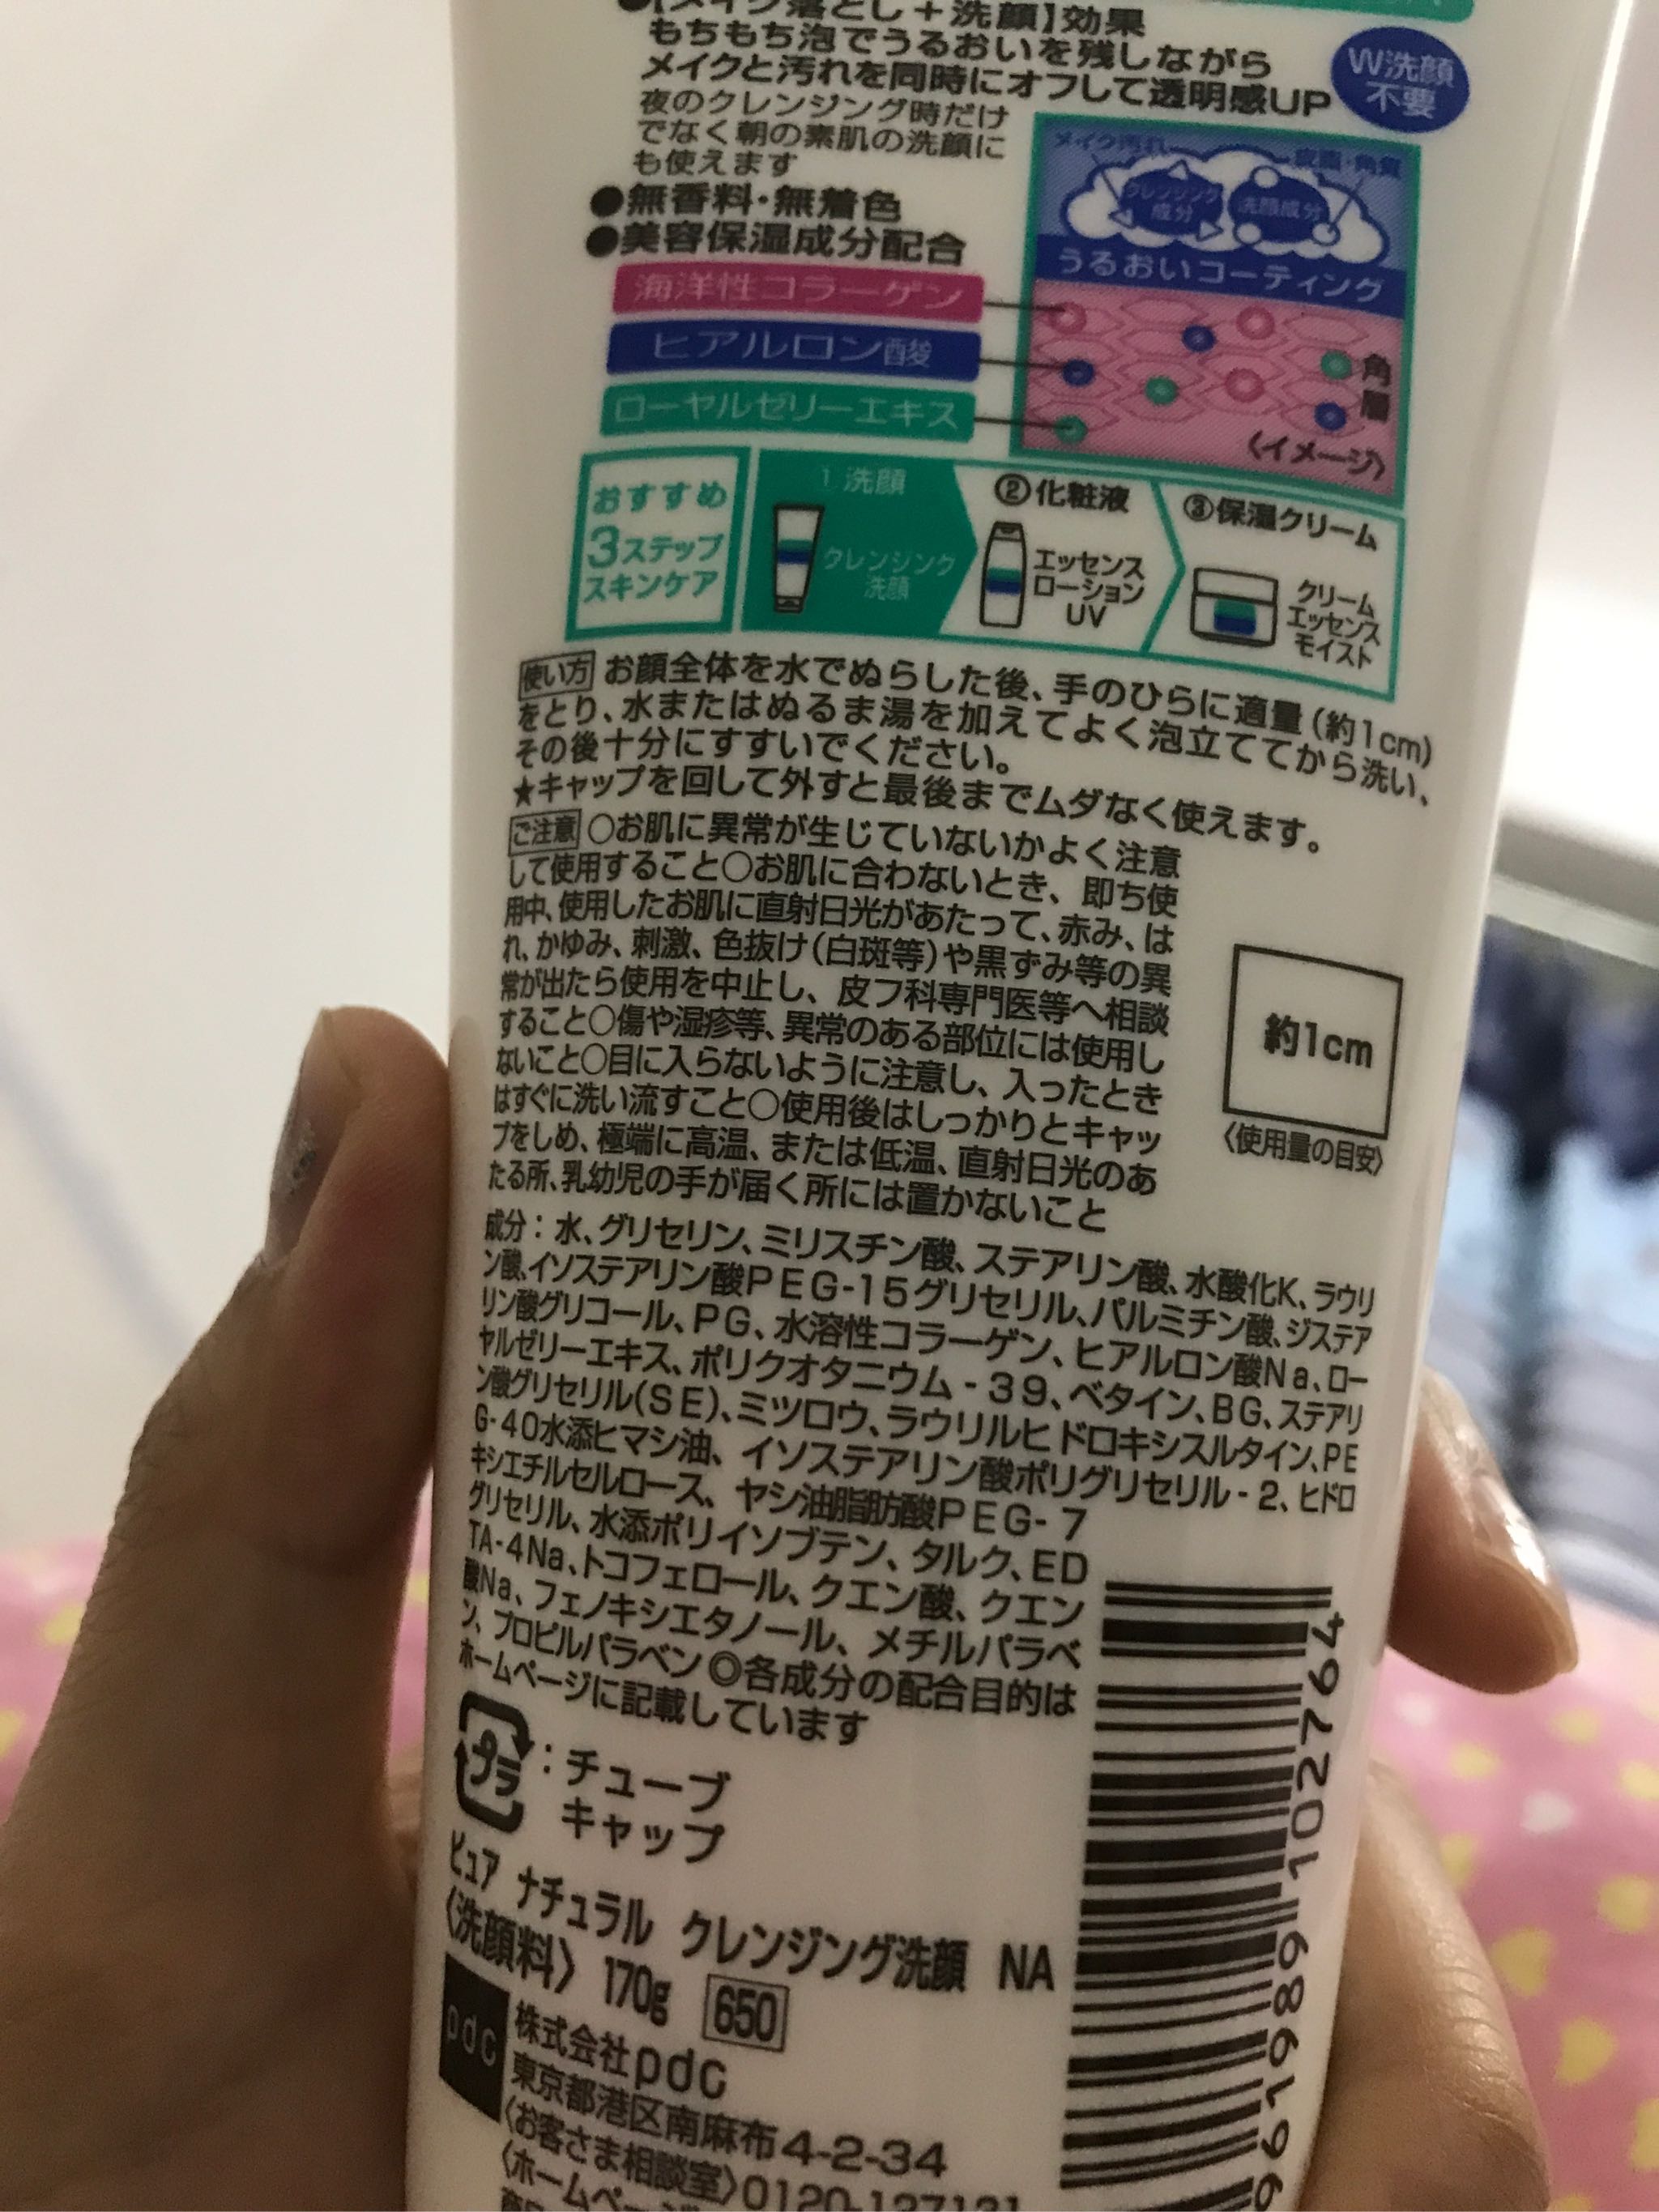 ●【メイク落とし＋洗顔】効果
もちもち泡でうるおいを残しながら
メイクと汚れを同時にオフして透明感UP
W洗顔
不要
夜のクレンジング時だけ
でなく朝の素肌の洗顔に
も使えます
●無香料・無着色
●美容保湿成分配合
海洋性コラーゲン
ヒアルロン酸
ローヤルゼリーエキス
メイク汚れ
皮脂・角質
クレンジング
成分
洗顔成分
うるおいコーティング
角
層
〈イメージ〉
おすすめ
3ステップ
スキンケア
1 洗顔
クレンジング
洗顔
②化粧液
エッセンス
ローション
UV
③保湿クリーム
クリーム
エッセンス
モイスト
使い方 お顔全体を水でぬらした後、手のひらに適量(約1cm)
をとり、水またはぬるま湯を加えてよく泡立ててから洗い、
その後十分にすすいでください。
★キャップを回して外すと最後までムダなく使えます。
ご注意 ○お肌に異常が生じていないかよく注意
して使用すること○お肌に合わないとき、即ち使
用中、使用したお肌に直射日光があたって、赤み、は
れ、かゆみ、刺激、色抜け(白斑等)や黒ずみ等の異
常が出たら使用を中止し、皮フ科専門医等へ相談
すること○傷や湿疹等、異常のある部位には使用し
ないこと○目に入らないように注意し、入ったとき
はすぐに洗い流すこと○使用後はしっかりとキャッ
プをしめ、極端に高温、または低温、直射日光のあ
たる所、乳幼児の手が届く所には置かないこと
約1cm
〈使用量の目安〉
成分：水、グリセリン、ミリスチン酸、ステアリン酸、水酸化K、ラウリ
ン酸、イソステアリン酸PEG-15グリセリル、パルミチン酸、ジステア
リン酸グリコール、PG、水溶性コラーゲン、ヒアルロン酸Na、ロー
ヤルゼリーエキス、ポリクオタニウム-39、ベタイン、BG、ステアリ
ン酸グリセリル(SE)、ミツロウ、ラウリルヒドロキシスルタイン、PE
G-40水添ヒマシ油、イソステアリン酸ポリグリセリル-2、ヒドロ
キシエチルセルロース、ヤシ油脂肪酸PEG-7
グリセリル、水添ポリイソブテン、タルク、ED
TA-4Na、トコフェロール、クエン酸、クエン
酸Na、フェノキシエタノール、メチルパラベ
ン、プロピルパラベン◎各成分の配合目的は
ホームページに記載しています
プラ：チューブ
キャップ
ピュア ナチュラル クレンジング洗顔 NA
〈洗顔料〉 170g 650
pdc
株式会社pdc
東京都港区南麻布4-2-34
〈お客さま相談室〉0120-137131